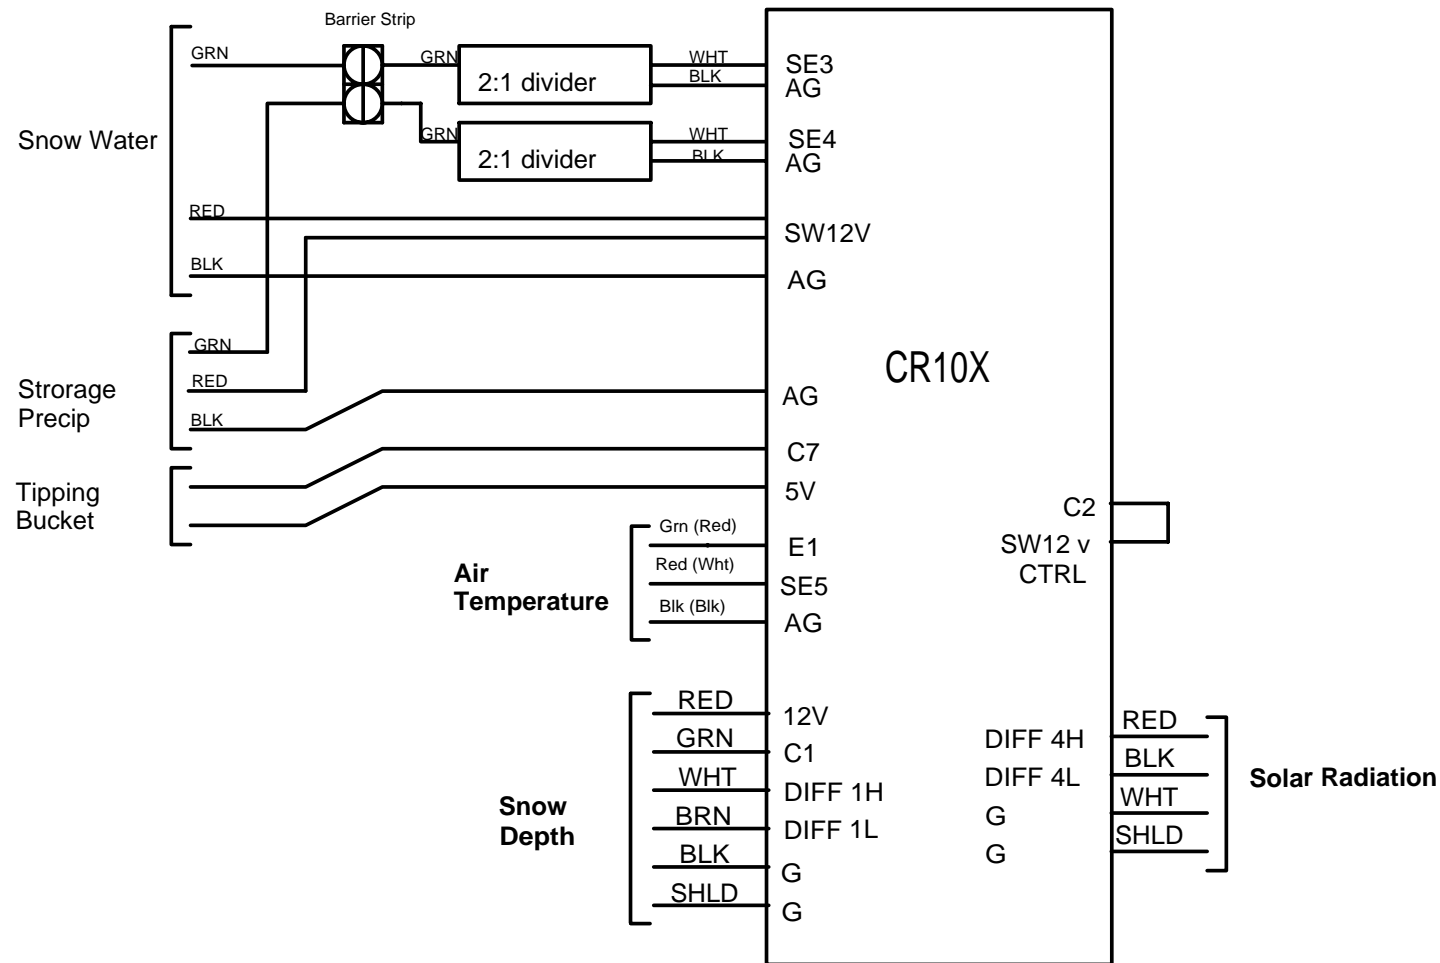 Barrier Strip
Snow Water
GRN
GRN
2:1 divider
WHT
BLK
SE3
AG
GRN
2:1 divider
WHT
BLK
SE4
AG
RED
SW12V
BLK
AG
Strorage
Precip
GRN
RED
BLK
AG
CR10X
Tipping
Bucket
C7
5V
Air
Temperature
Grn (Red)
E1
Red (Wht)
SE5
Blk (Blk)
AG
C2
SW12 v
CTRL
Snow
Depth
RED
12V
GRN
C1
WHT
DIFF 1H
BRN
DIFF 1L
BLK
G
SHLD
G
DIFF 4H
RED
DIFF 4L
BLK
G
WHT
G
SHLD
Solar Radiation